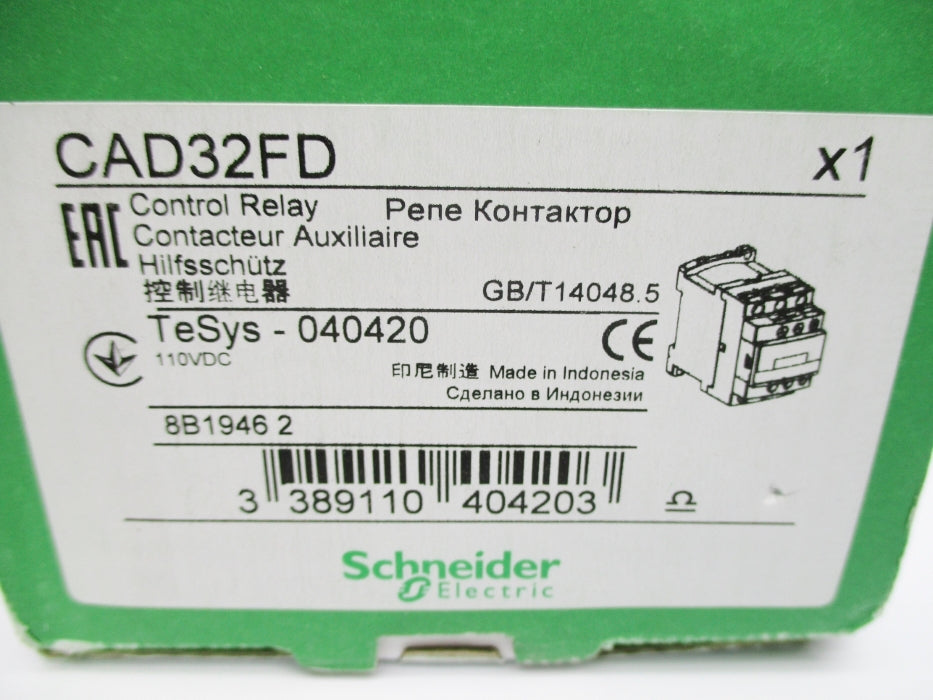 CAD32FD x1
EAC Control Relay Реле Контактор
Contacteur Auxiliaire
Hilfsschütz
控制继电器 GB/T14048.5
TeSys - 040420 CE
110VDC
印尼制造 Made in Indonesia
Сделано в Индонезии
8B1946 2
3 389110 404203
Schneider
Electric